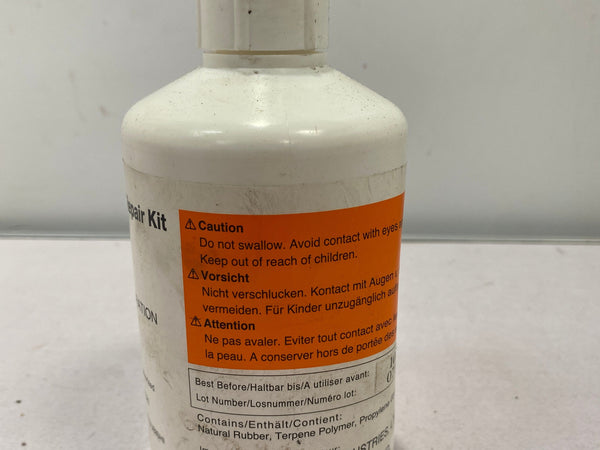 Repair Kit
Caution
Do not swallow. Avoid contact with eyes
Keep out of reach of children.
Vorsicht
Nicht verschlucken. Kontakt mit Augen
vermeiden. Für Kinder unzugänglich
Attention
Ne pas avaler. Eviter tout contact avec
la peau. A conserver hors de portée des
Best Before/Haltbar bis/A utiliser avant:
Lot Number/Losnummer/Numéro lot:
Contains/Enthält/Contient:
Natural Rubber, Terpene Polymer, Propylene